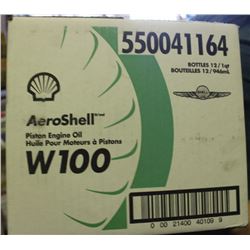 550041164
BOTTLES 12/1qt
BOUTEILLES 12/946mL
AeroShell
Piston Engine Oil
Huile Pour Moteurs à Pistons
W100
0 00 21400 40109 9